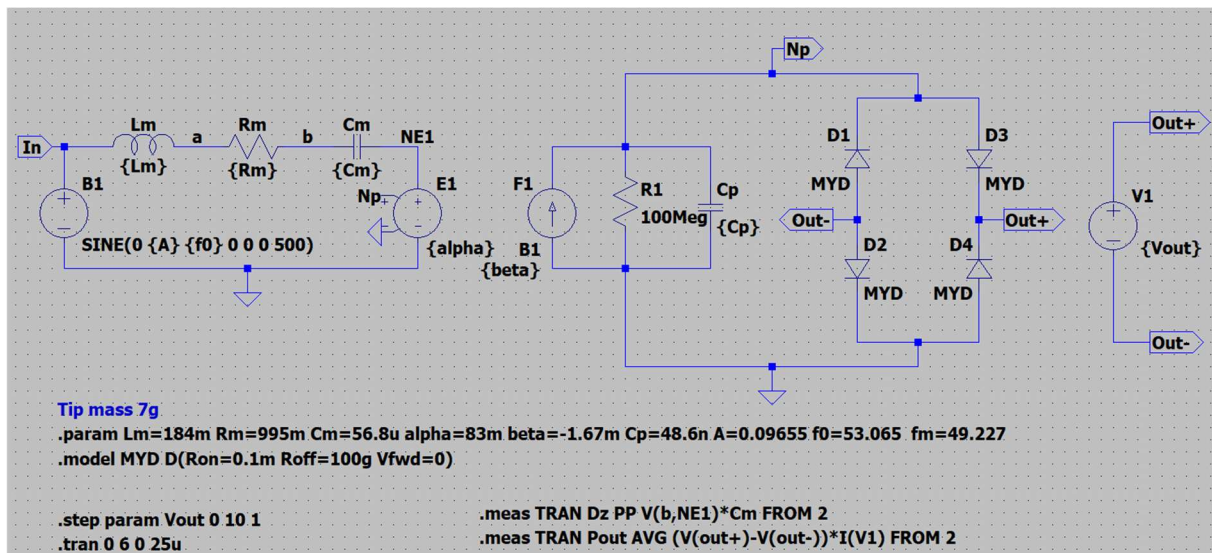 Np
Lm
Rm
Cm
NE1
In
a
b
{Lm}
{Rm}
{Cm}
B1
Np
E1
SINE(0 {A} {f0} 0 0 0 500)
{alpha}
F1
B1
{beta}
R1
100Meg
Cp
{Cp}
D1
MYD
D3
MYD
Out-
Out+
D2
MYD
D4
MYD
Out+
V1
{Vout}
Out-
Tip mass 7g
.param Lm=184m Rm=995m Cm=56.8u alpha=83m beta=-1.67m Cp=48.6n A=0.09655 f0=53.065 fm=49.227
.model MYD D(Ron=0.1m Roff=100g Vfwd=0)
.step param Vout 0 10 1
.tran 0 6 0 25u
.meas TRAN Dz PP V(b,NE1)*Cm FROM 2
.meas TRAN Pout AVG (V(out+)-V(out-))*I(V1) FROM 2